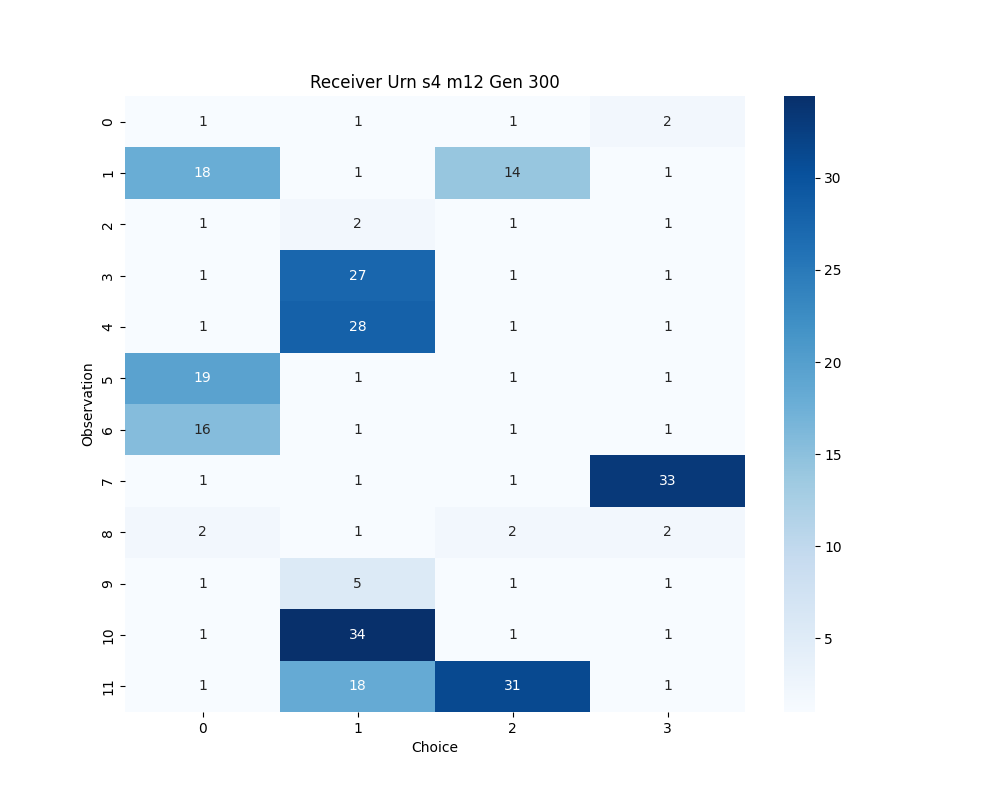 Receiver Urn s4 m12 Gen 300
0 1 1 1 2
1 18 1 14 1
2 1 2 1 1
3 1 27 1 1
4 1 28 1 1
5 19 1 1 1
6 16 1 1 1
7 1 1 1 33
8 2 1 2 2
9 1 5 1 1
10 1 34 1 1
11 1 18 31 1
0 1 2 3
Choice
Observation
30
25
20
15
10
5